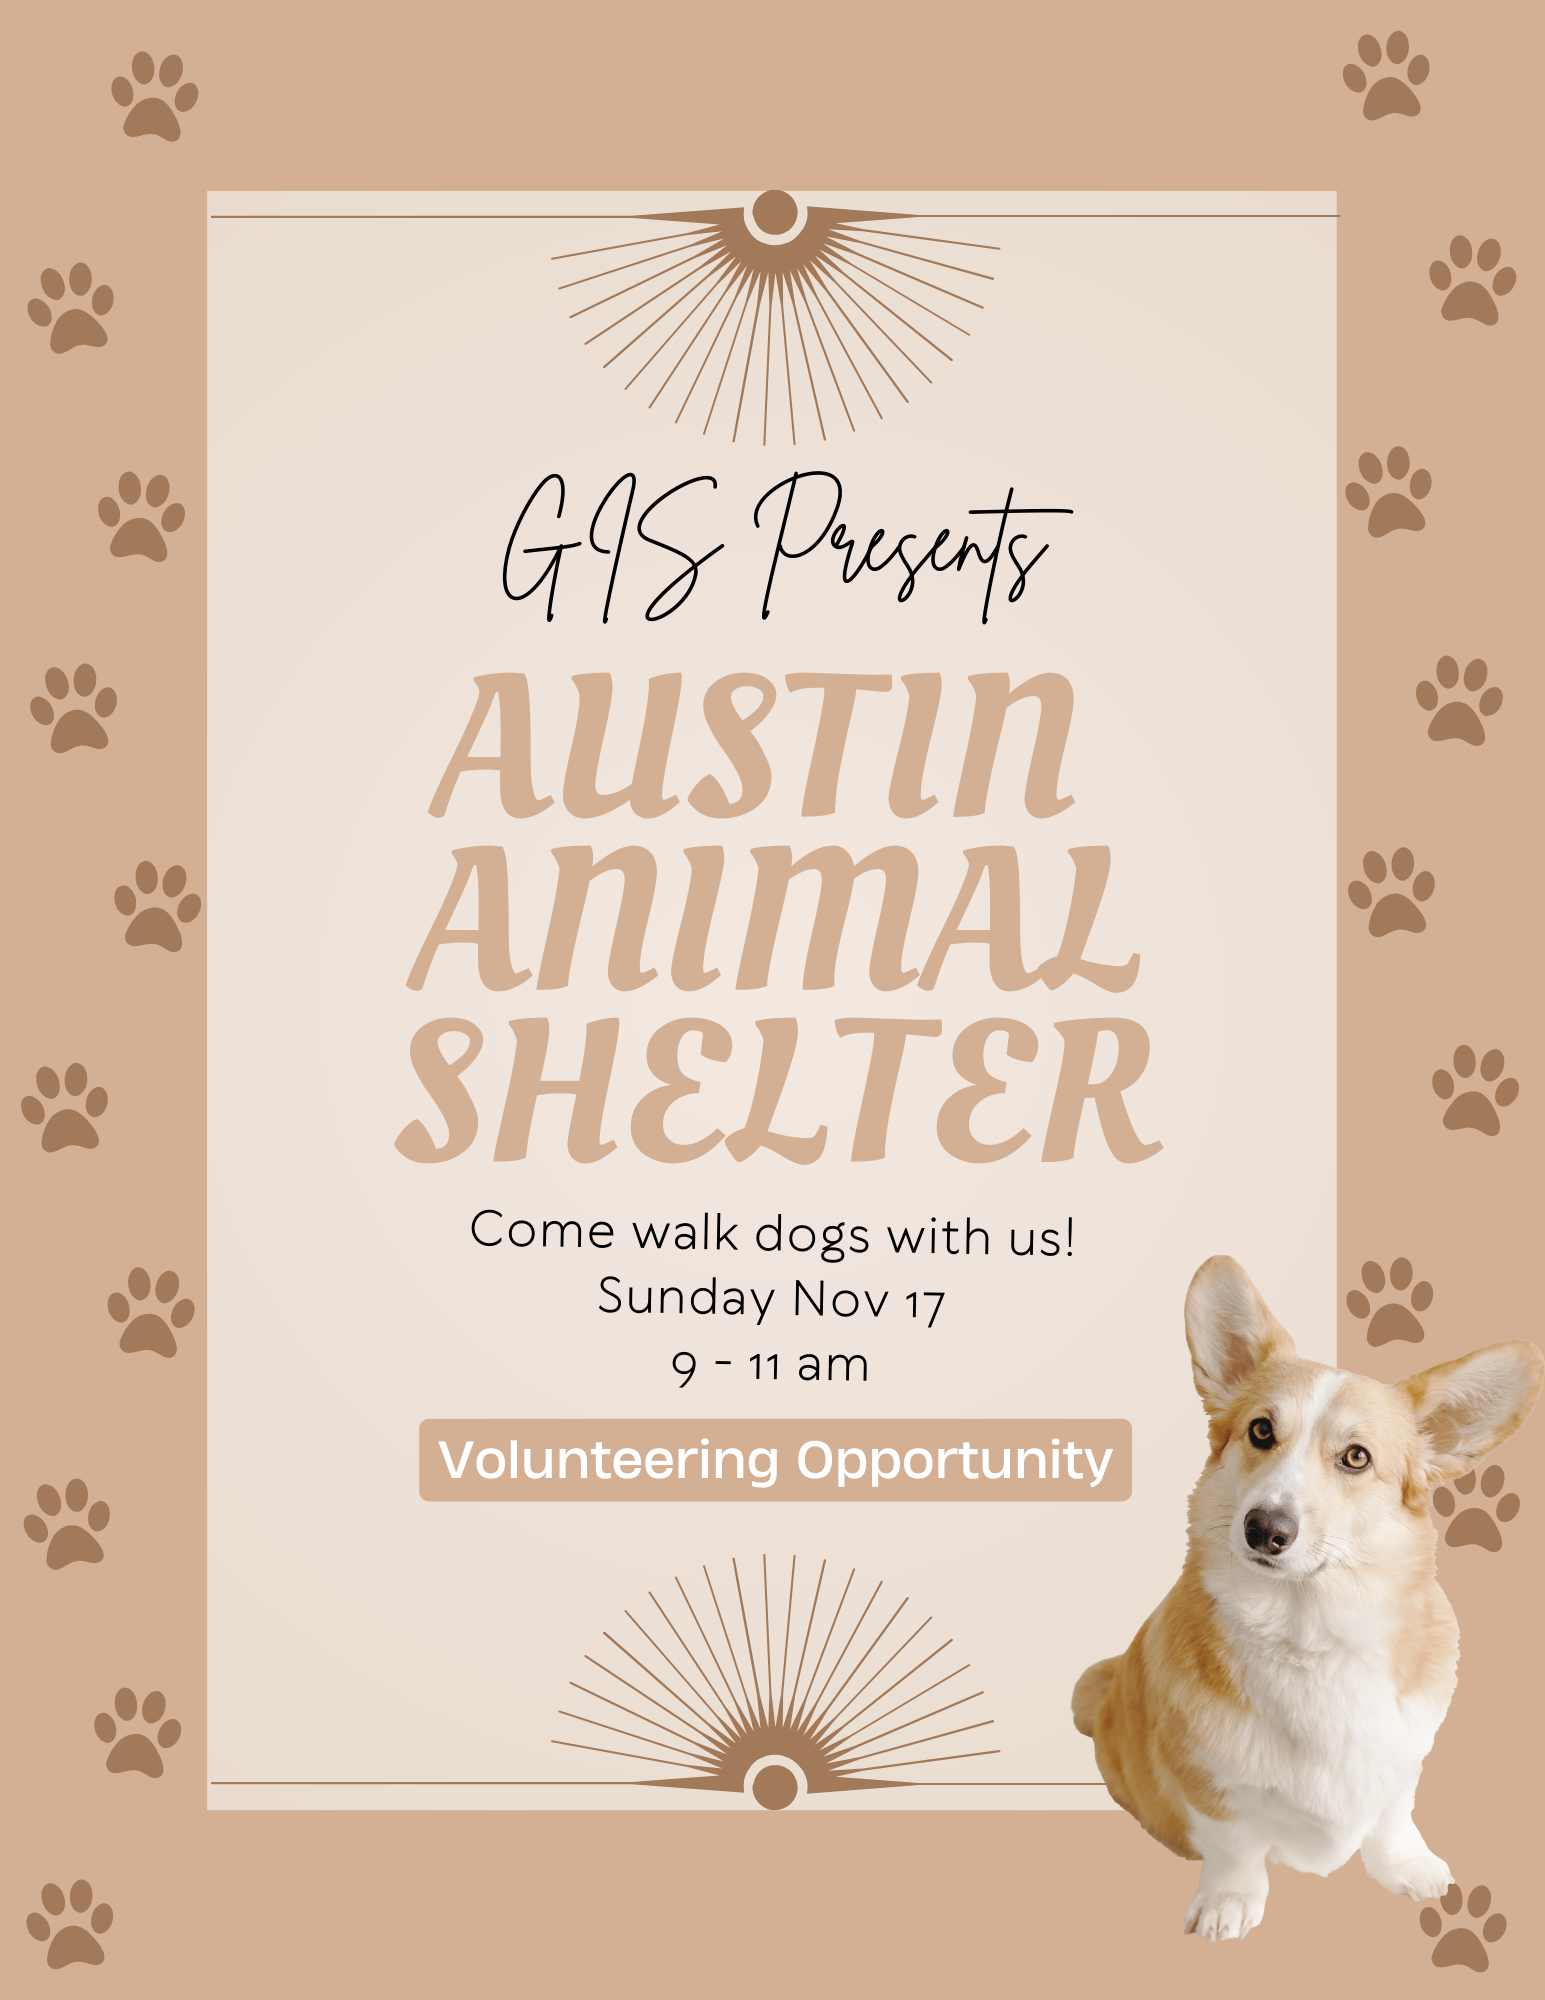 GIS Presents
AUSTIN
ANIMAL
SHELTER
Come walk dogs with us!
Sunday Nov 17
9 - 11 am
Volunteering Opportunity